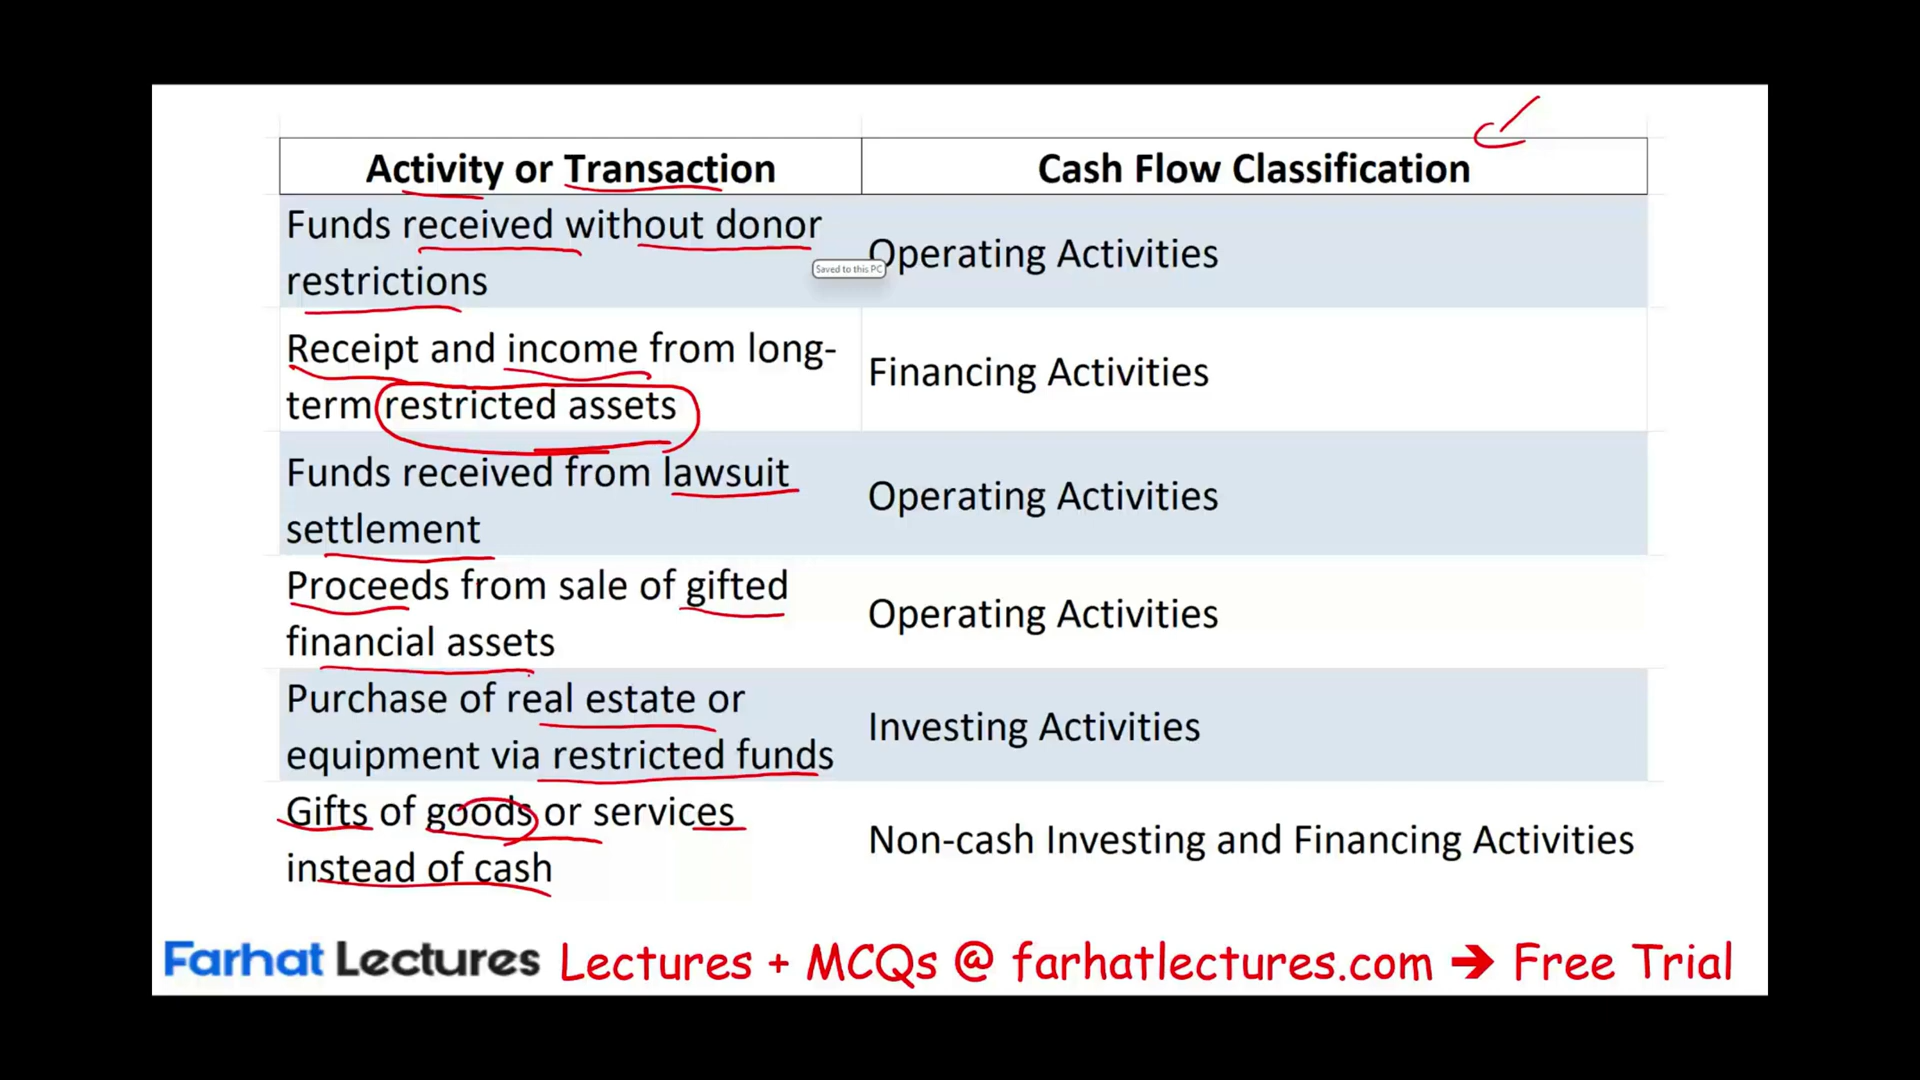 Activity or Transaction
Cash Flow Classification
Funds received without donor
restrictions
Operating Activities
Saved to this PC
Receipt and income from long-
term restricted assets
Financing Activities
Funds received from lawsuit
settlement
Operating Activities
Proceeds from sale of gifted
financial assets
Operating Activities
Purchase of real estate or
equipment via restricted funds
Investing Activities
Gifts of goods or services
instead of cash
Non-cash Investing and Financing Activities
Farhat Lectures Lectures + MCQs @ farhatlectures.com → Free Trial